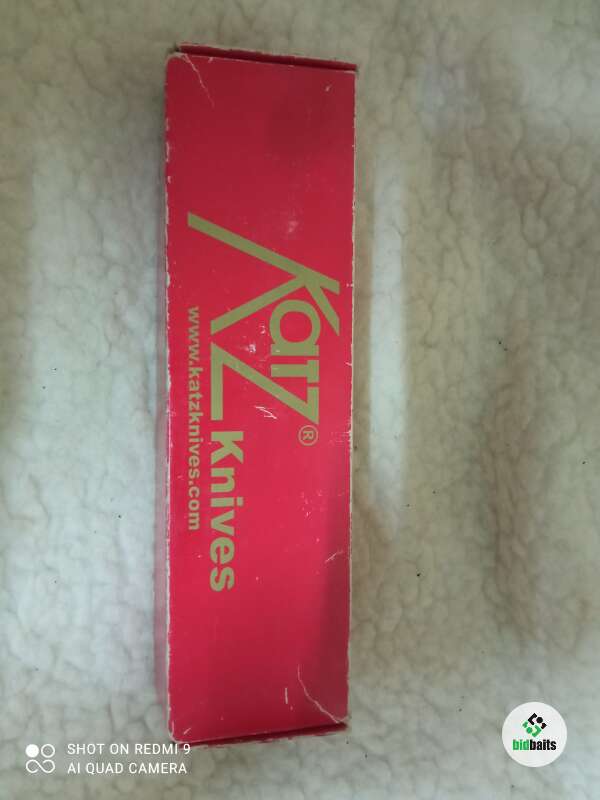 Katz®
Knives
www.katzknives.com
SHOT ON REDMI 9
AI QUAD CAMERA
bidbaits